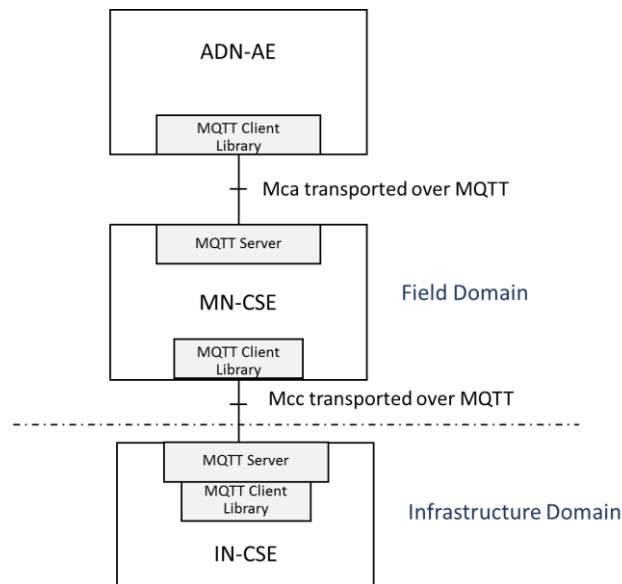 ADN-AE
MQTT Client
Library
Mca transported over MQTT
MQTT Server
MN-CSE
Field Domain
MQTT Client
Library
Mcc transported over MQTT
MQTT Server
MQTT Client
Library
Infrastructure Domain
IN-CSE